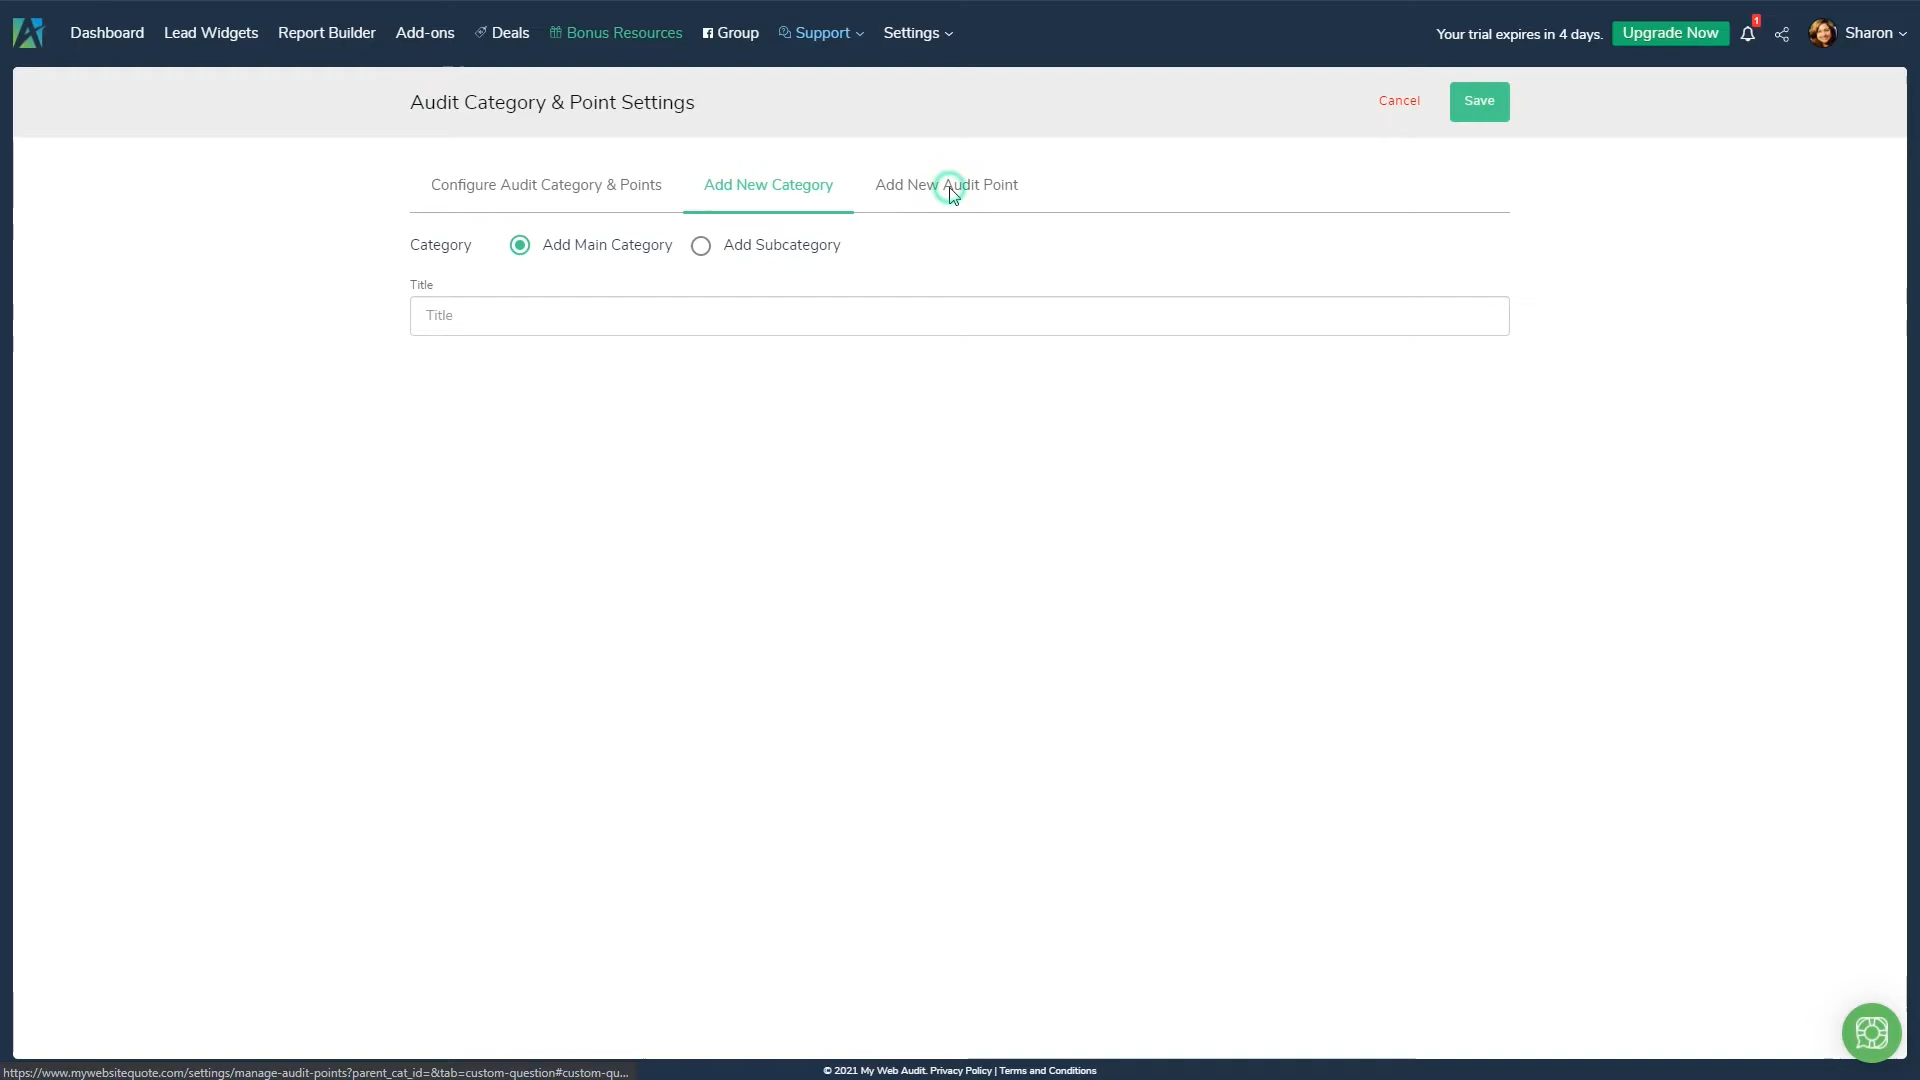 Dashboard Lead Widgets Report Builder Add-ons Deals Bonus Resources Group Support Settings Your trial expires in 4 days. Upgrade Now 1 Sharon
Audit Category & Point Settings Cancel Save
Configure Audit Category & Points Add New Category Add New Audit Point
Category Add Main Category Add Subcategory
Title
Title
https://www.mywebsitequote.com/settings/manage-audit-points?parent_cat_id=&tab=custom-question#custom-qu... © 2021 My Web Audit. Privacy Policy | Terms and Conditions